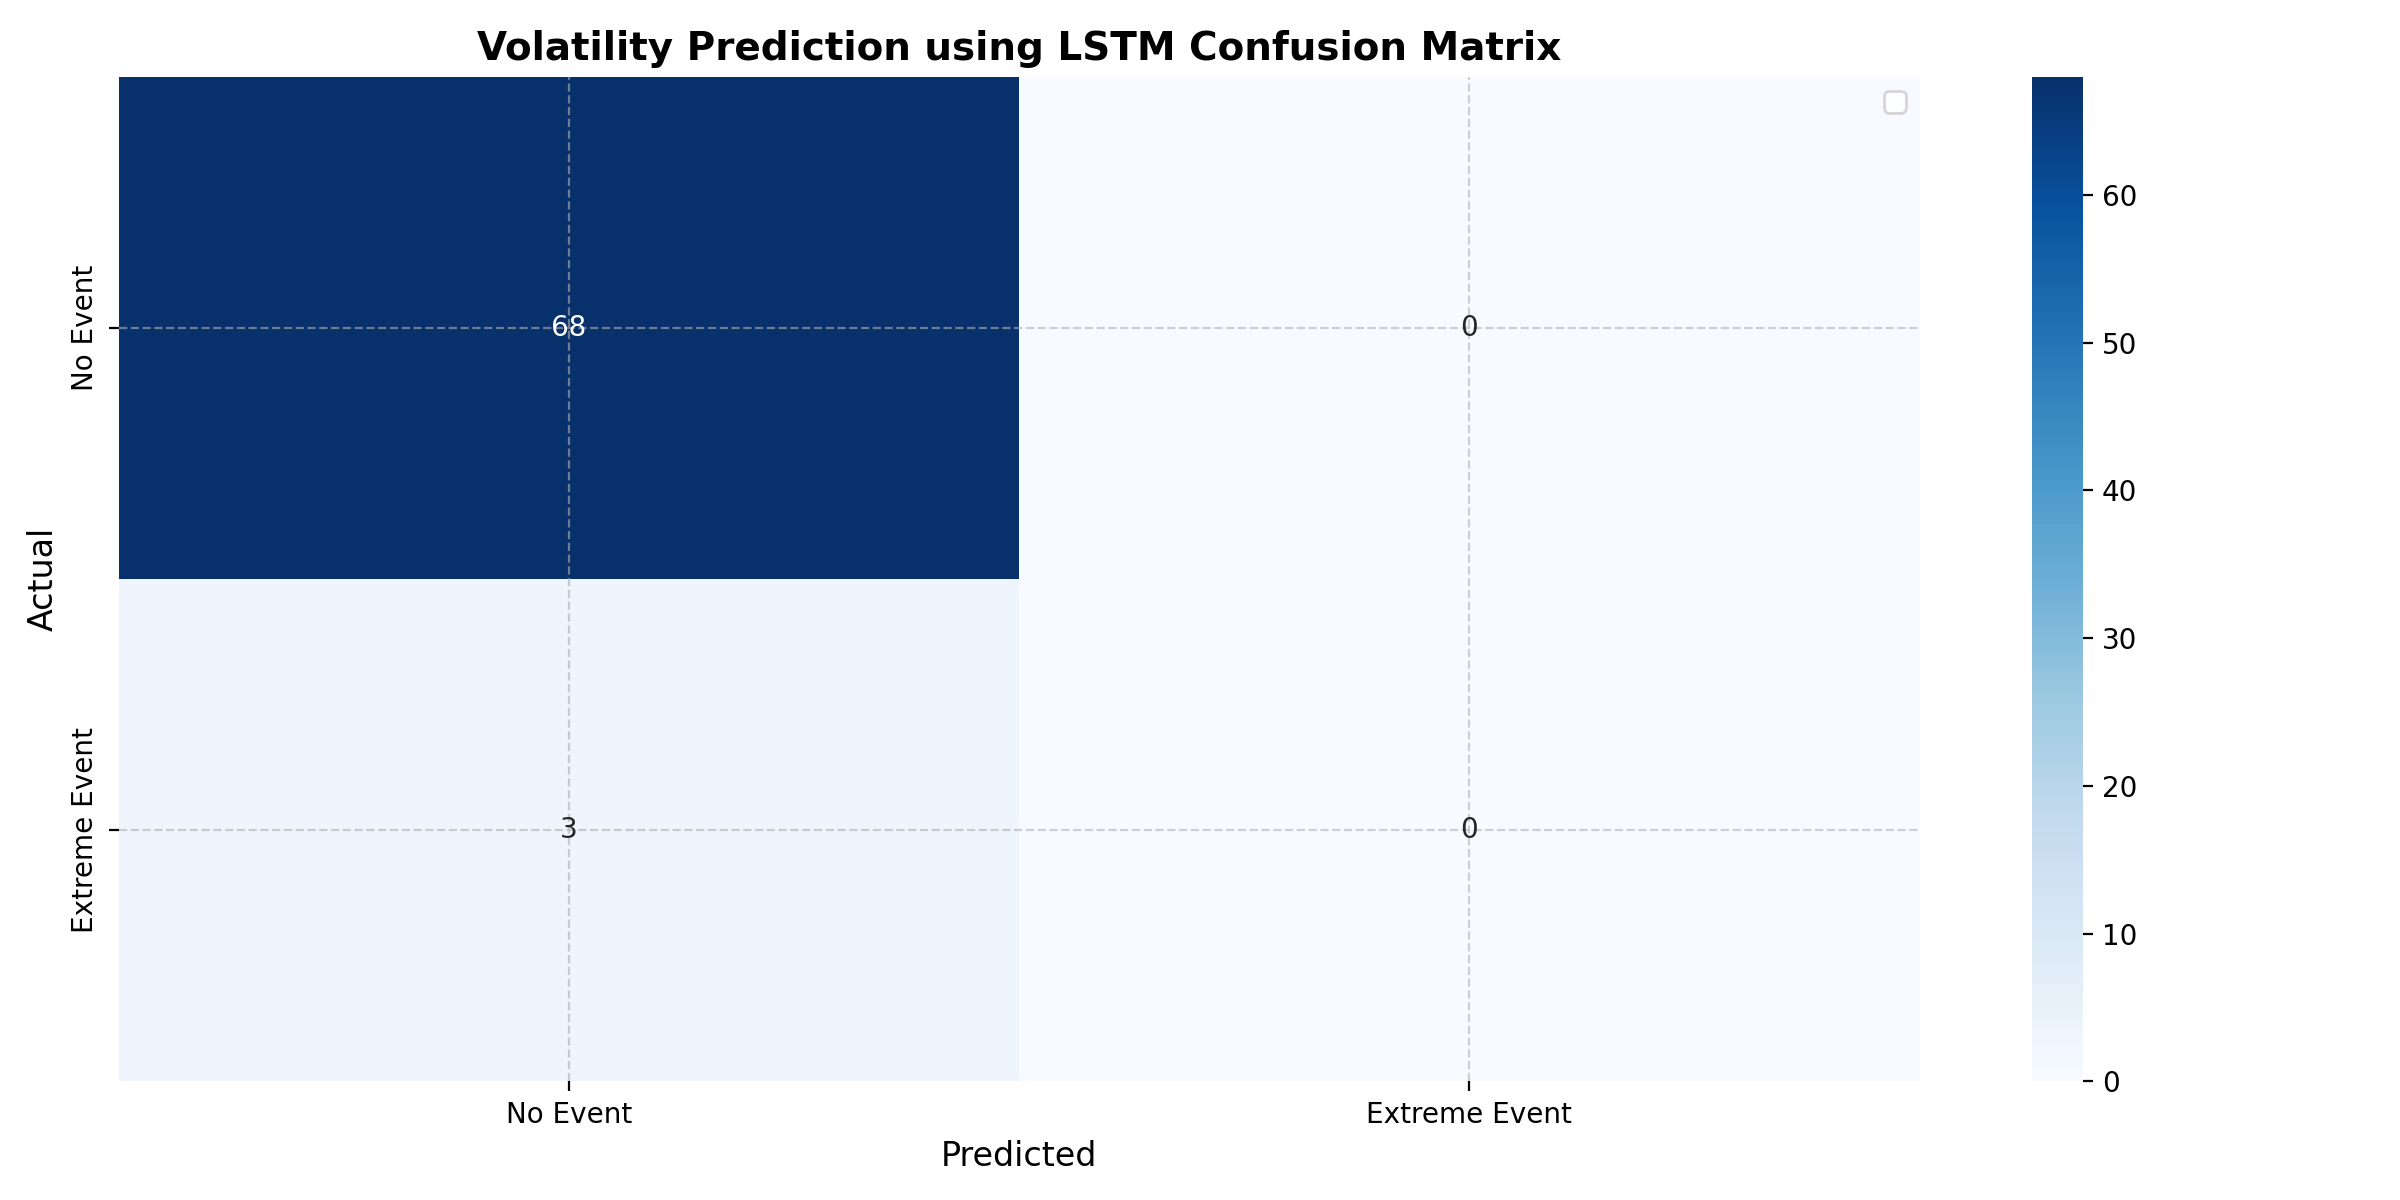 Volatility Prediction using LSTM Confusion Matrix
No Event
68
0
Actual
Extreme Event
3
0
No Event
Extreme Event
Predicted
60
50
40
30
20
10
0